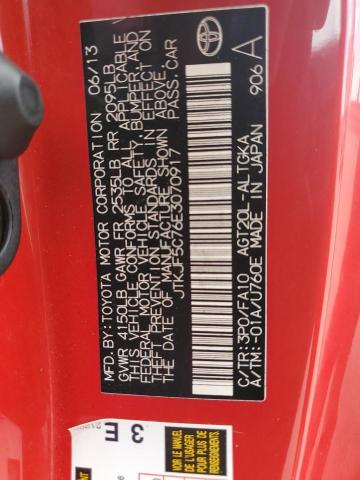 MFD.BY:TOYOTA MOTOR CORPORATION 06/13
GVWR 4150LB GAWR FR 2535LB RR 2095LB
THIS VEHICLE CONFORMS TO ALL APPLICABLE
FEDERAL MOTOR VEHICLE SAFETY, BUMPER, AND
THEFT PREVENTION STANDARDS IN EFFECT ON
THE DATE OF MANUFACTURE SHOWN ABOVE.
JTKJF5C76E3070917 PASS.CAR
C/TR:3P0/FA10 AGT20L-ALTGKA
A/TM:-01A/U760E MADE IN JAPAN
TOYOTA
906 A
3
E
VOIR LE MANUEL
DE L'USAGER
POUR PLUS DE
RENSEIGNEMENTS.